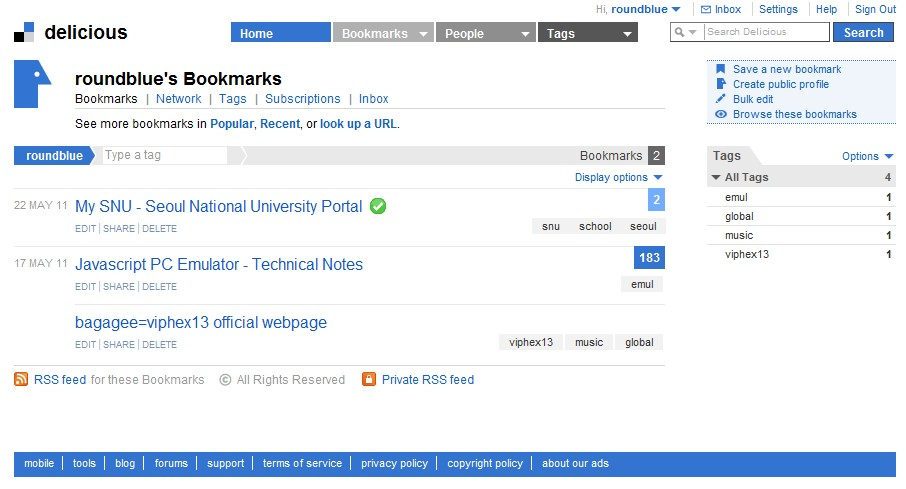 Hi, roundblue Inbox Settings Help Sign Out
delicious Home Bookmarks People Tags Search Delicious Search
roundblue's Bookmarks
Bookmarks | Network | Tags | Subscriptions | Inbox
See more bookmarks in Popular, Recent, or look up a URL.
Save a new bookmark
Create public profile
Bulk edit
Browse these bookmarks
roundblue Type a tag Bookmarks 2
Display options
22 MAY 11 My SNU - Seoul National University Portal 2
snu school seoul
EDIT | SHARE | DELETE
17 MAY 11 Javascript PC Emulator - Technical Notes 183
EDIT | SHARE | DELETE emul
bagagee=viphex13 official webpage
EDIT | SHARE | DELETE viphex13 music global
Tags Options
All Tags 4
emul 1
global 1
music 1
viphex13 1
RSS feed for these Bookmarks © All Rights Reserved Private RSS feed
mobile | tools | blog | forums | support | terms of service | privacy policy | copyright policy | about our ads